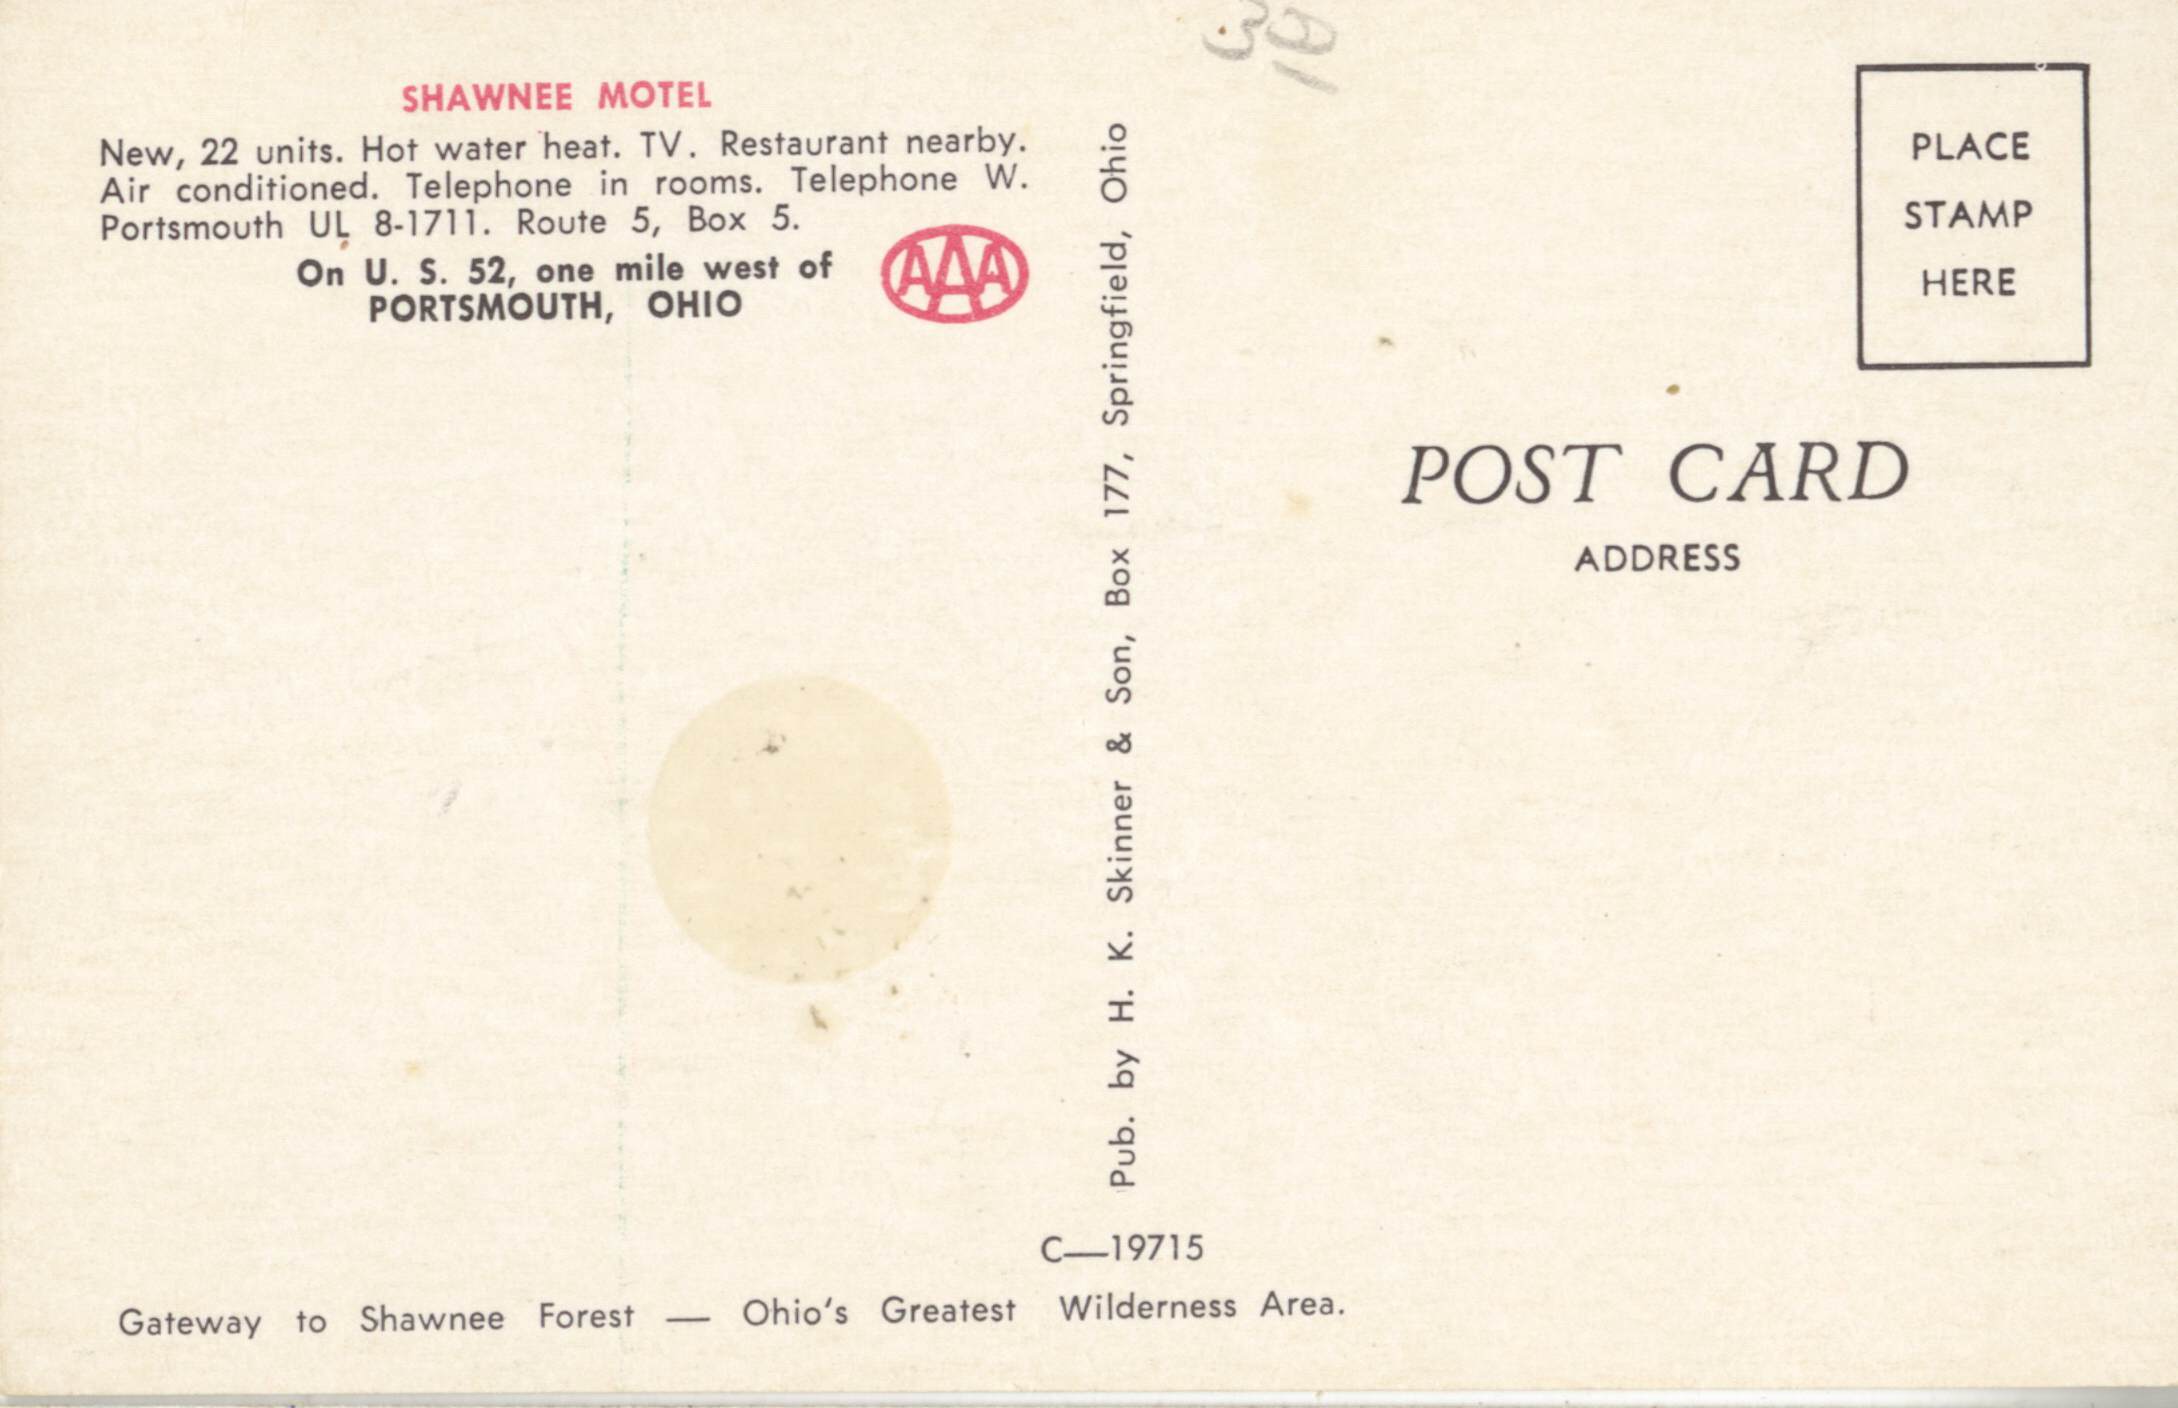 SHAWNEE MOTEL
New, 22 units. Hot water heat. TV. Restaurant nearby.
Air conditioned. Telephone in rooms. Telephone W.
Portsmouth UL 8-1711. Route 5, Box 5.
On U. S. 52, one mile west of
PORTSMOUTH, OHIO
AAA
Pub. by H. K. Skinner & Son, Box 177, Springfield, Ohio
PLACE
STAMP
HERE
POST CARD
ADDRESS
C—19715
Gateway to Shawnee Forest — Ohio's Greatest Wilderness Area.